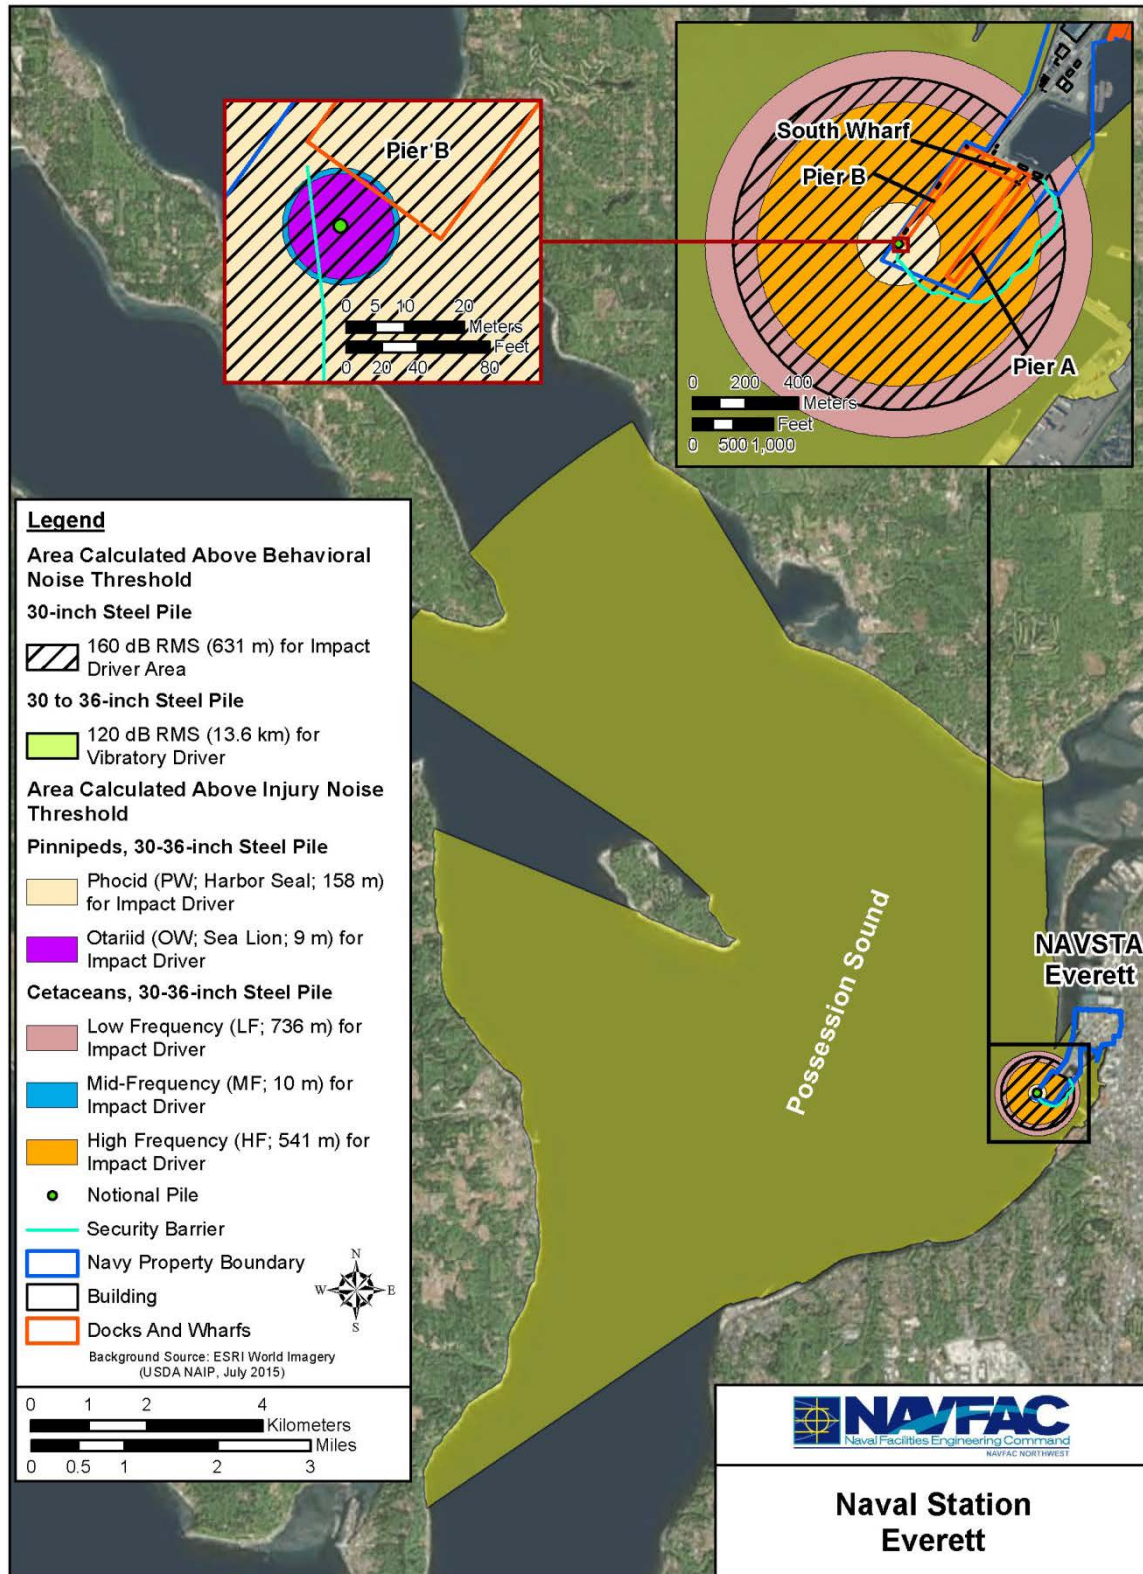 Pier B
0 5 10 20
Meters
Feet
0 20 40 80
South Wharf
Pier B
Pier A
0 200 400
Meters
Feet
0 500 1,000
Legend
Area Calculated Above Behavioral
Noise Threshold
30-inch Steel Pile
160 dB RMS (631 m) for Impact
Driver Area
30 to 36-inch Steel Pile
120 dB RMS (13.6 km) for
Vibratory Driver
Area Calculated Above Injury Noise
Threshold
Pinnipeds, 30-36-inch Steel Pile
Phocid (PW; Harbor Seal; 158 m)
for Impact Driver
Otariid (OW; Sea Lion; 9 m) for
Impact Driver
Cetaceans, 30-36-inch Steel Pile
Low Frequency (LF; 736 m) for
Impact Driver
Mid-Frequency (MF; 10 m) for
Impact Driver
High Frequency (HF; 541 m) for
Impact Driver
Notional Pile
Security Barrier
Navy Property Boundary
Building
Docks And Wharfs
N
W E
S
Background Source: ESRI World Imagery
(USDA NAIP, July 2015)
0 1 2 4
Kilometers
Miles
0 0.5 1 2 3
Possession Sound
NAVSTA
Everett
NAVFAC
Naval Facilities Engineering Command
NAVFAC NORTHWEST
Naval Station
Everett